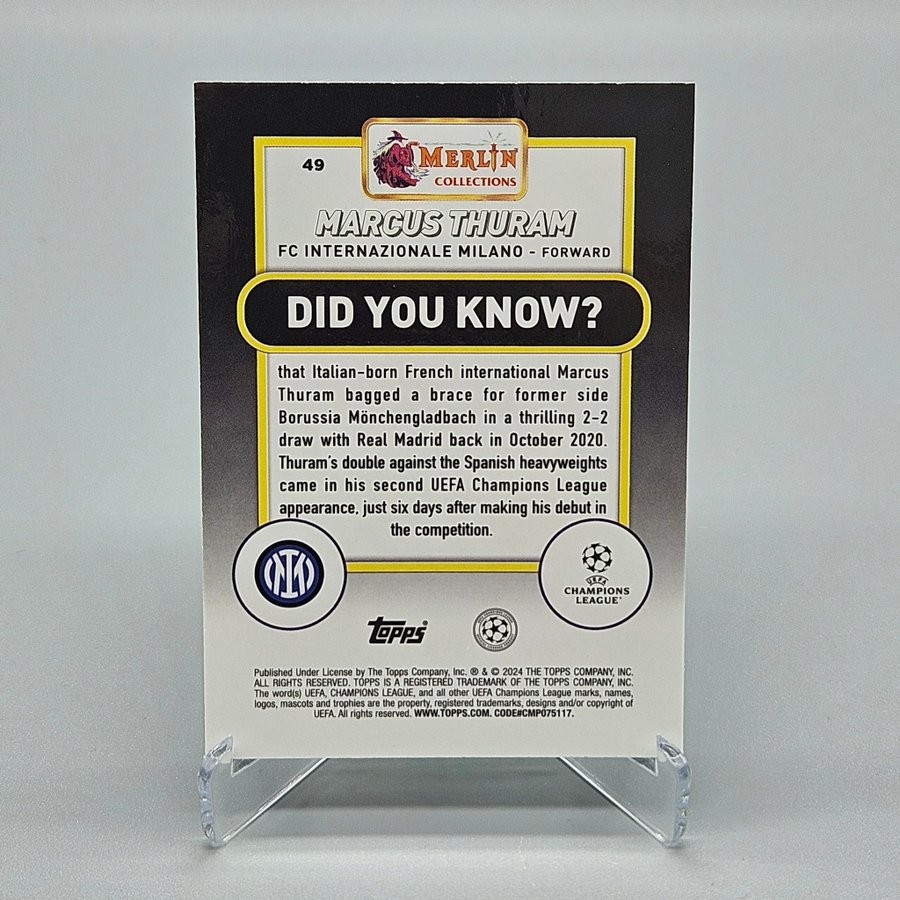 49
MERLIN
COLLECTIONS
MARCUS THURAM
FC INTERNAZIONALE MILANO - FORWARD
DID YOU KNOW?
that Italian-born French international Marcus
Thuram bagged a brace for former side
Borussia Mönchengladbach in a thrilling 2-2
draw with Real Madrid back in October 2020.
Thuram's double against the Spanish heavyweights
came in his second UEFA Champions League
appearance, just six days after making his debut in
the competition.
UEFA
CHAMPIONS
LEAGUE®
Topps®
Published Under License by The Topps Company, Inc. ® & © 2024 THE TOPPS COMPANY, INC.
ALL RIGHTS RESERVED. TOPPS IS A REGISTERED TRADEMARK OF THE TOPPS COMPANY, INC.
The word(s) UEFA, CHAMPIONS LEAGUE, and all other UEFA Champions League marks, names,
logos, mascots and trophies are the property, registered trademarks, designs and/or copyright of
UEFA. All rights reserved. WWW.TOPPS.COM. CODE#CMP075117.